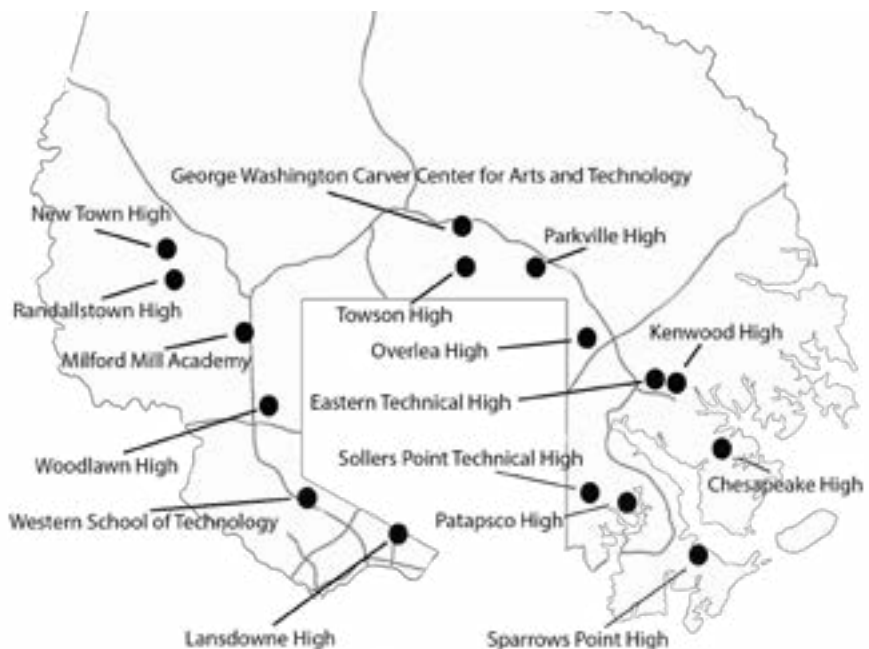 George Washington Carver Center for Arts and Technology
New Town High
Parkville High
Randallstown High
Towson High
Kenwood High
Overlea High
Milford Mill Academy
Eastern Technical High
Sollers Point Technical High
Woodlawn High
Chesapeake High
Western School of Technology
Patapsco High
Lansdowne High
Sparrows Point High